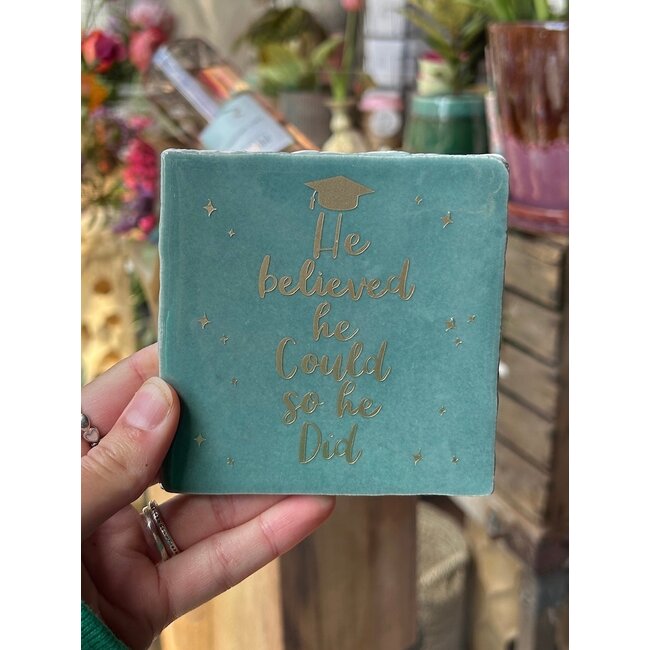 He
believed
he
Could
so he
Did